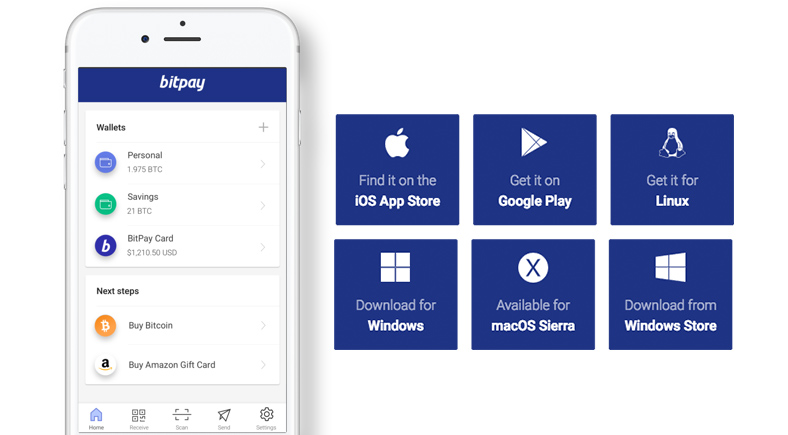 bitpay
Wallets
Personal
1.975 BTC
Savings
21 BTC
BitPay Card
$1,210.50 USD
Next steps
Buy Bitcoin
Buy Amazon Gift Card
Home
Receive
Scan
Send
Settings
Find it on the
iOS App Store
Get it on
Google Play
Get it for
Linux
Download for
Windows
Available for
macOS Sierra
Download from
Windows Store